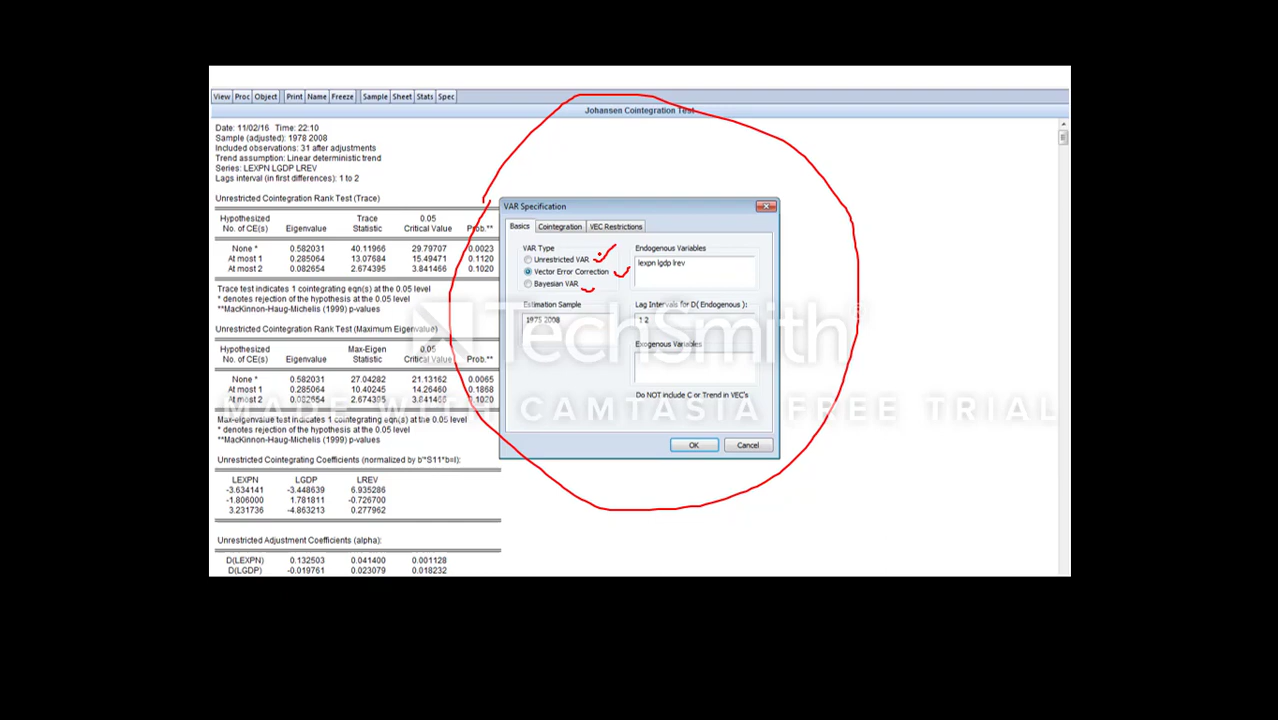 View Proc Object Print Name Freeze Sample Sheet Stats Spec
Johansen Cointegration Test
Date: 11/02/16 Time: 22:10
Sample (adjusted): 1978 2008
Included observations: 31 after adjustments
Trend assumption: Linear deterministic trend
Series: LEXPN LGDP LREV
Lags interval (in first differences): 1 to 2
Unrestricted Cointegration Rank Test (Trace)
Hypothesized Trace 0.05
No. of CE(s) Eigenvalue Statistic Critical Value Prob.**
None * 0.582031 40.11956 29.79707 0.0023
At most 1 0.285064 13.07684 15.49471 0.1120
At most 2 0.082654 2.674395 3.841466 0.1020
Trace test indicates 1 cointegrating eqn(s) at the 0.05 level
* denotes rejection of the hypothesis at the 0.05 level
**MacKinnon-Haug-Michelis (1999) p-values
Unrestricted Cointegration Rank Test (Maximum Eigenvalue)
Hypothesized Max-Eigen 0.05
No. of CE(s) Eigenvalue Statistic Critical Value Prob.**
None * 0.582031 27.04282 21.13162 0.0065
At most 1 0.285064 10.40245 14.26460 0.1868
At most 2 0.082654 2.674395 3.841466 0.1020
Max-eigenvalue test indicates 1 cointegrating eqn(s) at the 0.05 level
* denotes rejection of the hypothesis at the 0.05 level
**MacKinnon-Haug-Michelis (1999) p-values
Unrestricted Cointegrating Coefficients (normalized by b'*S11*b=I):
LEXPN LGDP LREV
-3.634141 -3.448639 6.935286
-1.806000 1.781811 -0.726700
3.231736 -4.863213 0.277962
Unrestricted Adjustment Coefficients (alpha):
D(LEXPN) 0.132503 0.041400 0.001128
D(LGDP) -0.019761 0.023079 0.018232
VAR Specification
Basics Cointegration VEC Restrictions
VAR Type
Unrestricted VAR
Vector Error Correction
Bayesian VAR
Estimation Sample
1975 2008
Endogenous Variables
lexpn lgdp lrev
Lag Intervals for D( Endogenous ):
1 2
Exogenous Variables
Do NOT include C or Trend in VEC's
OK Cancel
TechSmith
MADE WITH CAMTASIA FREE TRIAL